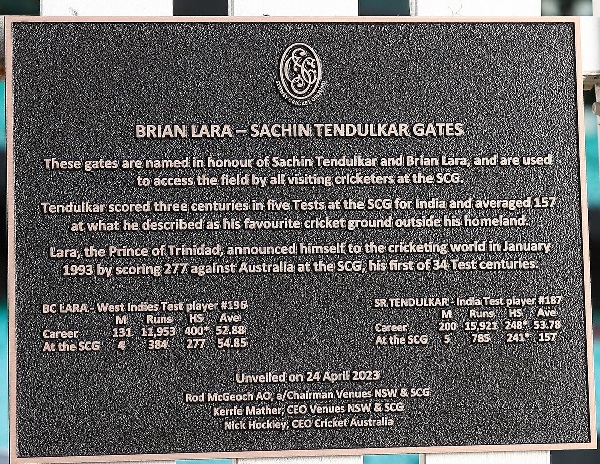 BRIAN LARA – SACHIN TENDULKAR GATES
These gates are named in honour of Sachin Tendulkar and Brian Lara, and are used
to access the field by all visiting cricketers at the SCG.
Tendulkar scored three centuries in five Tests at the SCG for India and averaged 157
at what he described as his favourite cricket ground outside his homeland.
Lara, the Prince of Trinidad, announced himself to the cricketing world in January
1993 by scoring 277 against Australia at the SCG, his first of 34 Test centuries.
BC LARA - West Indies Test player #196
M Runs HS Ave
Career 131 11,953 400* 52.88
At the SCG 4 384 277 54.85
SR TENDULKAR - India Test player #187
M Runs HS Ave
Career 200 15,921 248* 53.78
At the SCG 5 785 241* 157
Unveiled on 24 April 2023
Rod McGeoch AO, a/Chairman Venues NSW & SCG
Kerrie Mather, CEO Venues NSW & SCG
Nick Hockley, CEO Cricket Australia